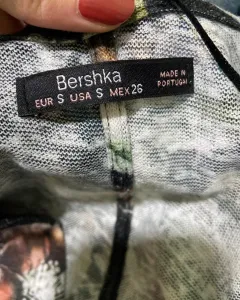 Bershka
MADE IN
PORTUGAL
EUR S USA S MEX 26